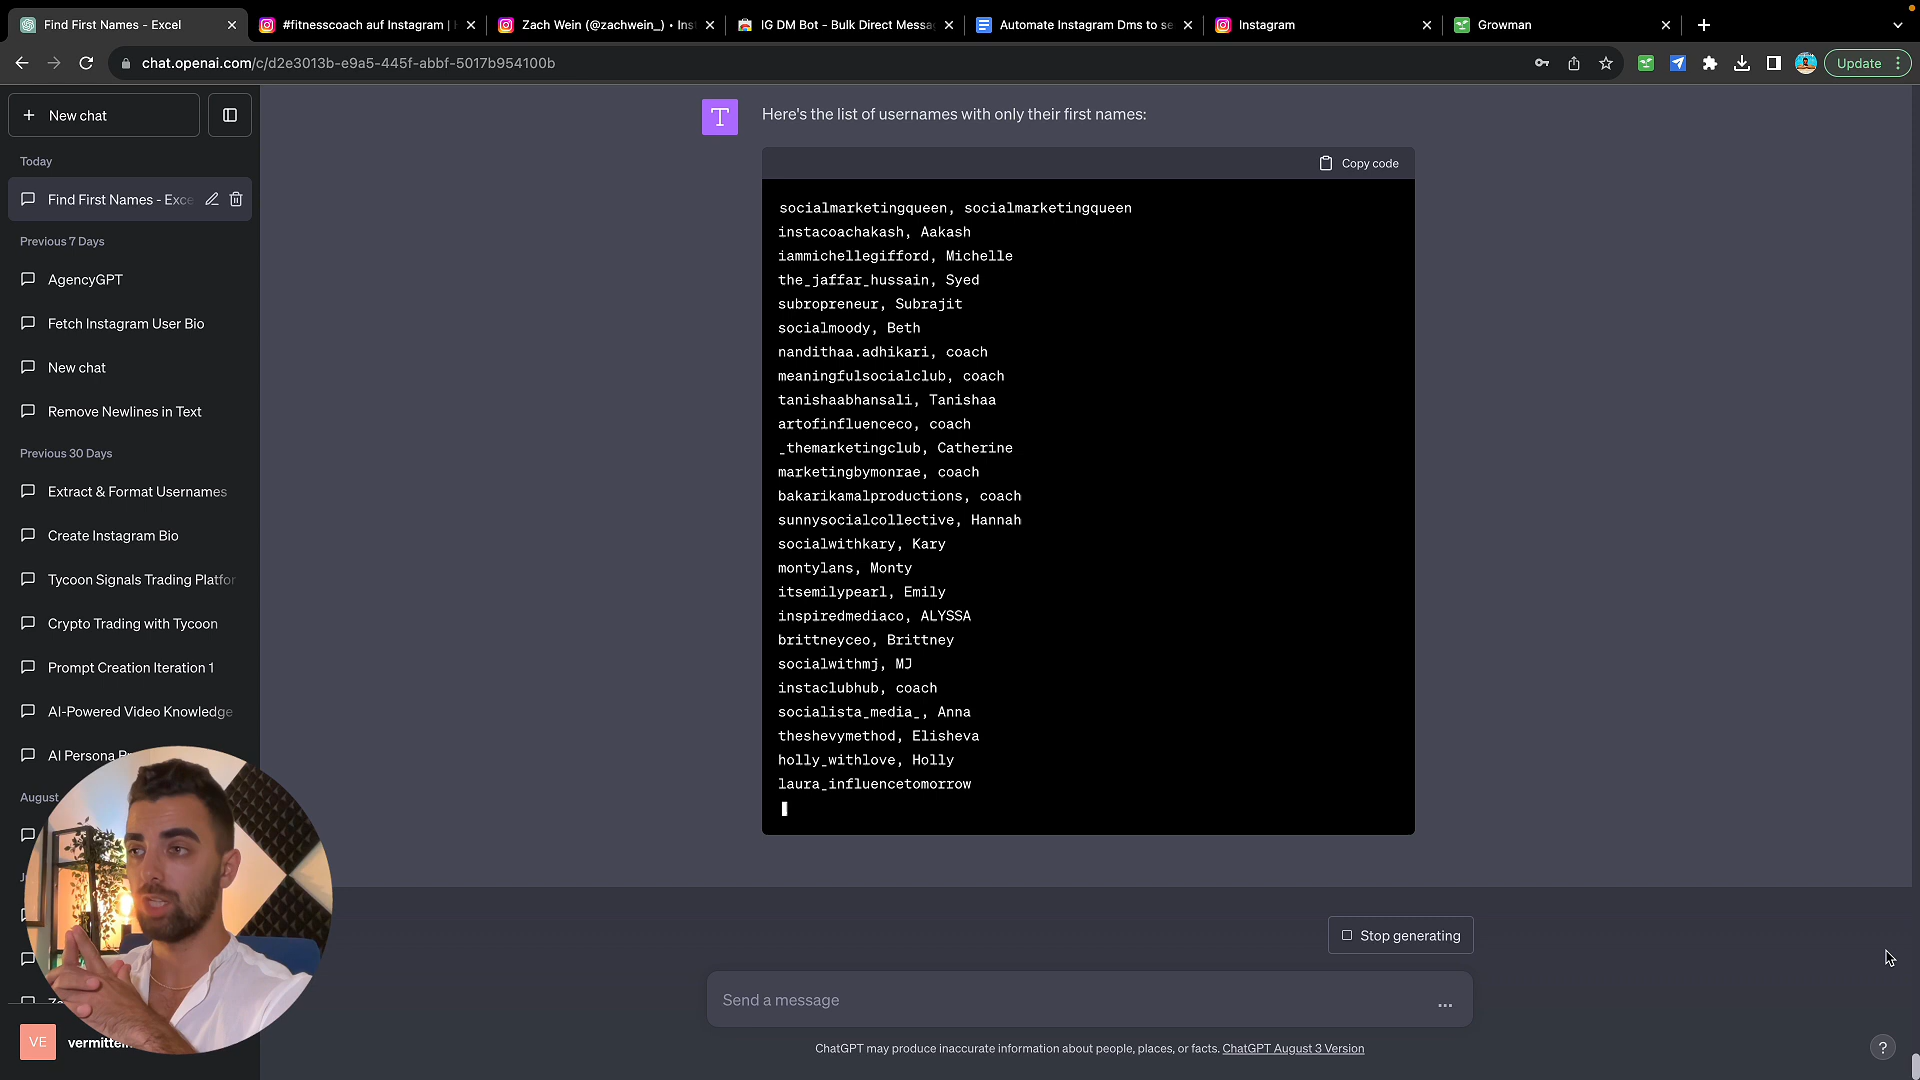 Find First Names - Excel
#fitnesscoach auf Instagram |
Zach Wein (@zachwein_) • Ins
IG DM Bot - Bulk Direct Messa
Automate Instagram Dms to se
Instagram
Growman
chat.openai.com/c/d2e3013b-e9a5-445f-abbf-5017b954100b
Update
New chat
Today
Find First Names - Exce
Previous 7 Days
AgencyGPT
Fetch Instagram User Bio
New chat
Remove Newlines in Text
Previous 30 Days
Extract & Format Usernames
Create Instagram Bio
Tycoon Signals Trading Platfor
Crypto Trading with Tycoon
Prompt Creation Iteration 1
AI-Powered Video Knowledge
AI Persona
August
VE
T
Here's the list of usernames with only their first names:
Copy code
socialmarketingqueen, socialmarketingqueen
instacoachakash, Aakash
iammichellegifford, Michelle
the_jaffar_hussain, Syed
subropreneur, Subrajit
socialmoody, Beth
nandithaa.adhikari, coach
meaningfulsocialclub, coach
tanishaabhansali, Tanishaa
artofinfluenceco, coach
_themarketingclub, Catherine
marketingbymonrae, coach
bakarikamalproductions, coach
sunnysocialcollective, Hannah
socialwithkary, Kary
montylans, Monty
itsemilypearl, Emily
inspiredmediaco, ALYSSA
brittneyceo, Brittney
socialwithmj, MJ
instaclubhub, coach
socialista_media_, Anna
theshevymethod, Elisheva
holly_withlove, Holly
laura_influencetomorrow
Stop generating
Send a message
ChatGPT may produce inaccurate information about people, places, or facts. ChatGPT August 3 Version
?